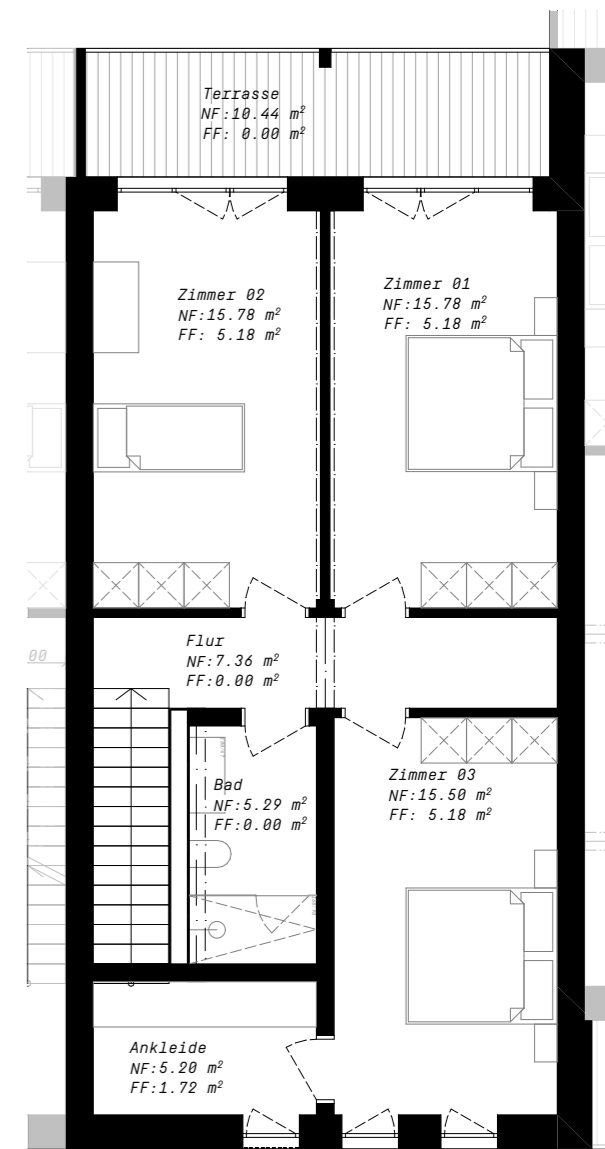 Terrasse
NF:10.44 m²
FF: 0.00 m²
Zimmer 02
NF:15.78 m²
FF: 5.18 m²
Zimmer 01
NF:15.78 m²
FF: 5.18 m²
Flur
NF:7.36 m²
FF:0.00 m²
00
Zimmer 03
NF:15.50 m²
FF: 5.18 m²
Bad
NF:5.29 m²
FF:0.00 m²
Ankleide
NF:5.20 m²
FF:1.72 m²